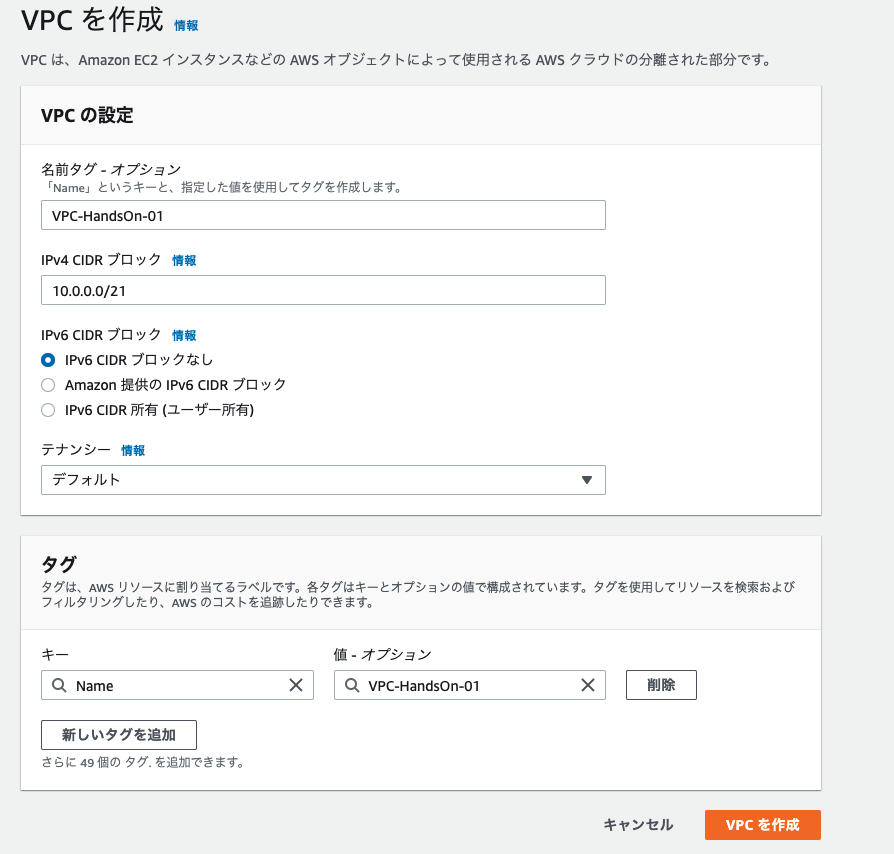 VPC を作成 情報
VPC は、Amazon EC2 インスタンスなどの AWS オブジェクトによって使用される AWS クラウドの分離された部分です。
VPC の設定
名前タグ - オプション
「Name」というキーと、指定した値を使用してタグを作成します。
VPC-HandsOn-01
IPv4 CIDR ブロック 情報
10.0.0.0/21
IPv6 CIDR ブロック 情報
IPv6 CIDR ブロックなし
Amazon 提供の IPv6 CIDR ブロック
IPv6 CIDR 所有 (ユーザー所有)
テナンシー 情報
デフォルト
タグ
タグは、AWS リソースに割り当てるラベルです。各タグはキーとオプションの値で構成されています。タグを使用してリソースを検索および
フィルタリングしたり、AWS のコストを追跡したりできます。
キー 値 - オプション
Name VPC-HandsOn-01 削除
新しいタグを追加
さらに 49 個の タグ. を追加できます。
キャンセル VPC を作成